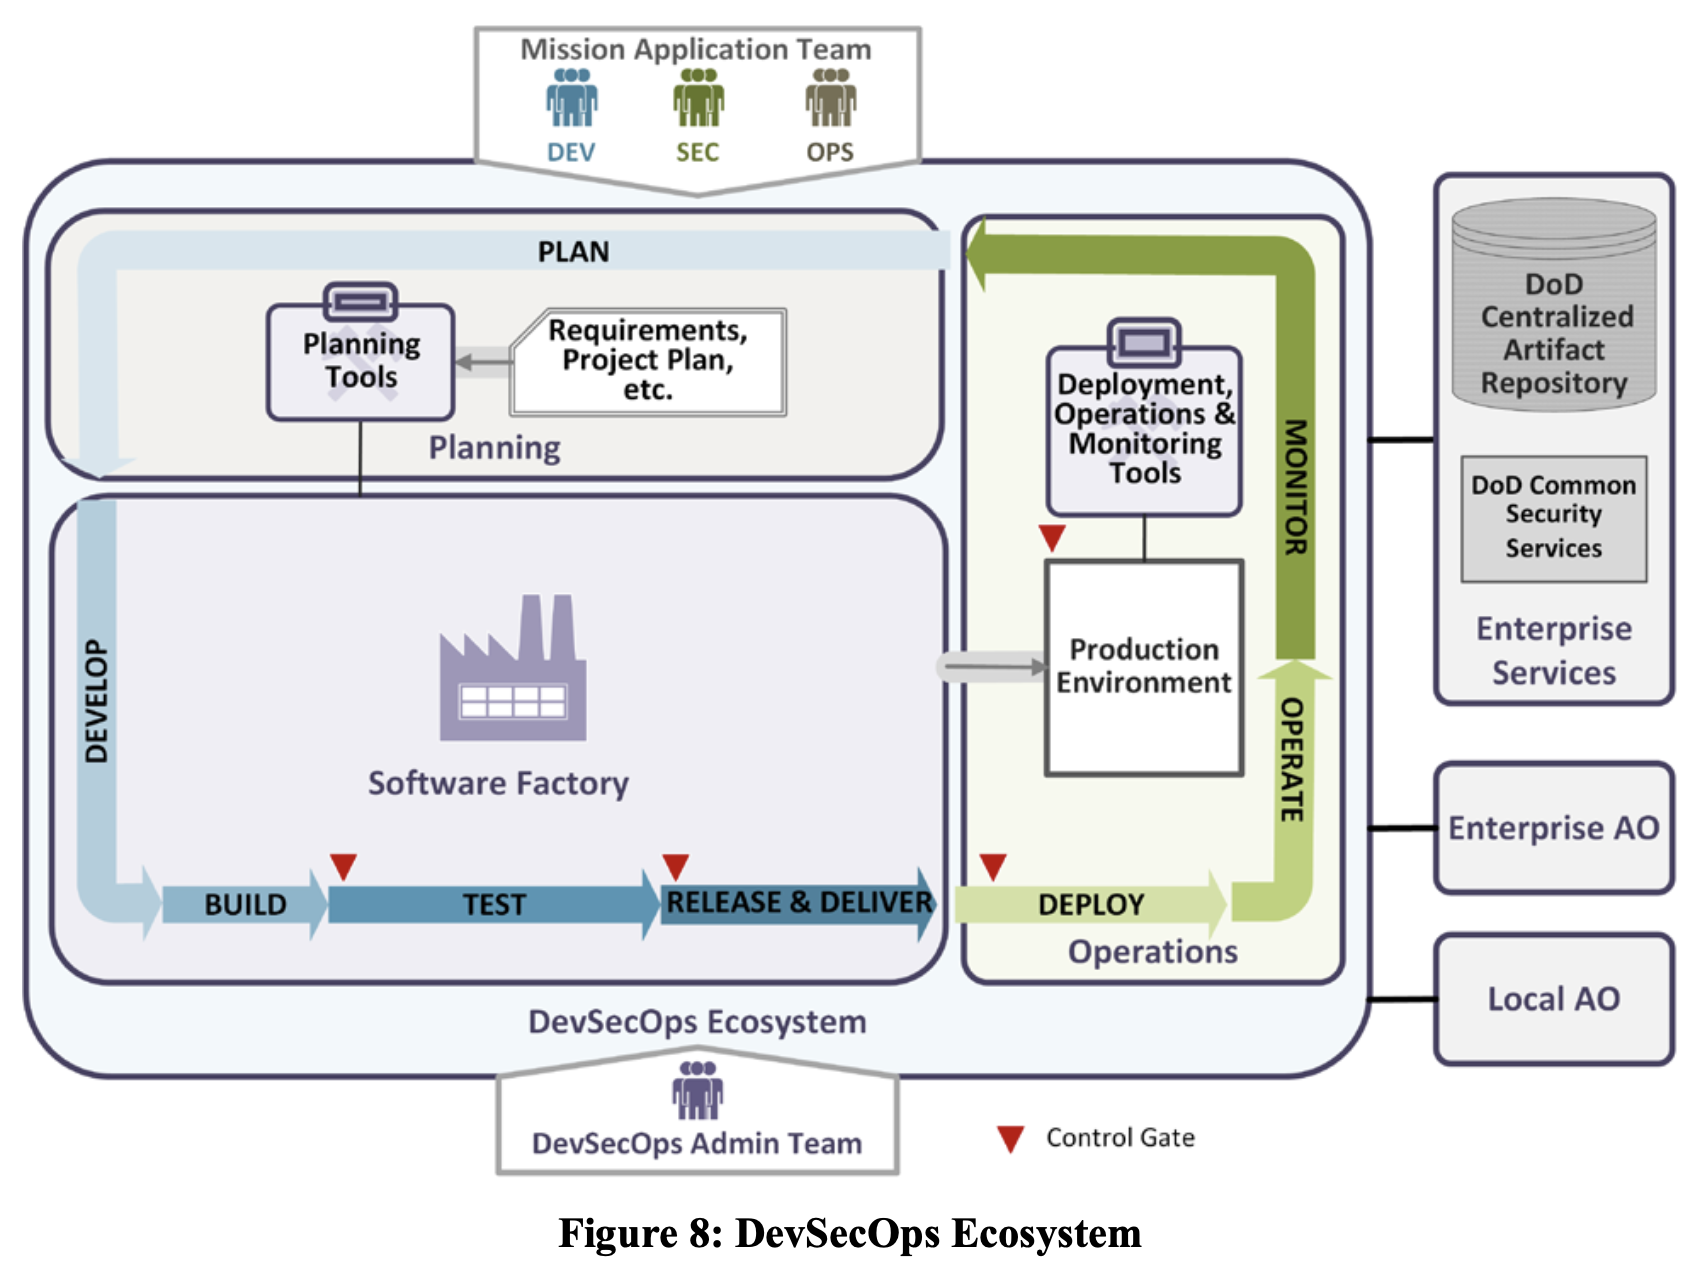 Mission Application Team
DEV
SEC
OPS
PLAN
Planning
Tools
Requirements,
Project Plan,
etc.
Planning
DEVELOP
Software Factory
BUILD
TEST
RELEASE & DELIVER
Deployment,
Operations &
Monitoring
Tools
MONITOR
Production
Environment
OPERATE
DEPLOY
Operations
DevSecOps Ecosystem
DevSecOps Admin Team
Control Gate
DoD
Centralized
Artifact
Repository
DoD Common
Security
Services
Enterprise
Services
Enterprise AO
Local AO
Figure 8: DevSecOps Ecosystem